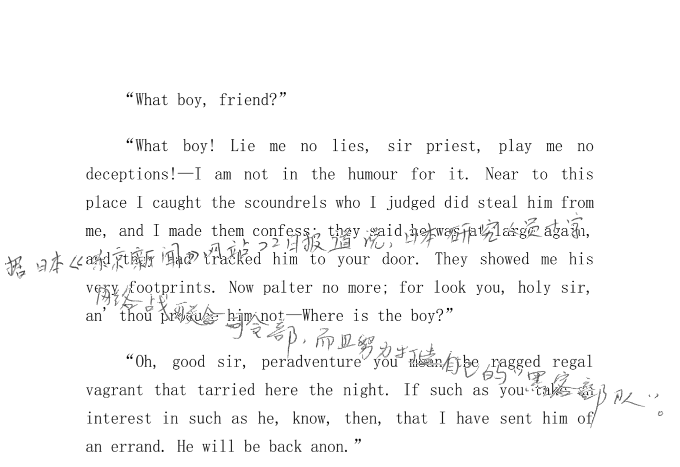 “What boy, friend?”
“What boy! Lie me no lies, sir priest, play me no
deceptions!—I am not in the humour for it. Near to this
place I caught the scoundrels who I judged did steal him from
me, and I made them confess; they said he was at large again,
and they had tracked him to your door. They showed me his
very footprints. Now palter no more; for look you, holy sir,
an’ thou produce him not—Where is the boy?”
“Oh, good sir, peradventure you mean the ragged regal
vagrant that tarried here the night. If such as you take
interest in such as he, know, then, that I have sent him of
an errand. He will be back anon.”
据日本《东京新闻》网站22日报道说,日本研究
网络战联合司令部,而且努力打造自己的“黑客部队”。